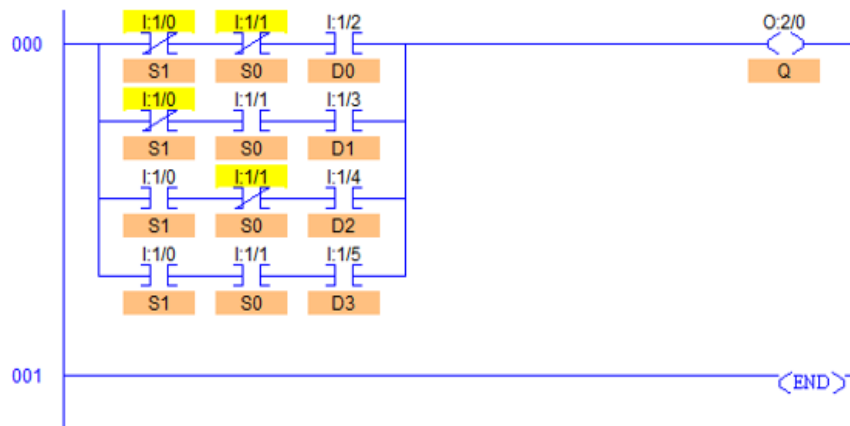 I:1/0 I:1/1 I:1/2 O:2/0
000
S1 S0 D0 Q
I:1/0 I:1/1 I:1/3
S1 S0 D1
I:1/0 I:1/1 I:1/4
S1 S0 D2
I:1/0 I:1/1 I:1/5
S1 S0 D3
001 END